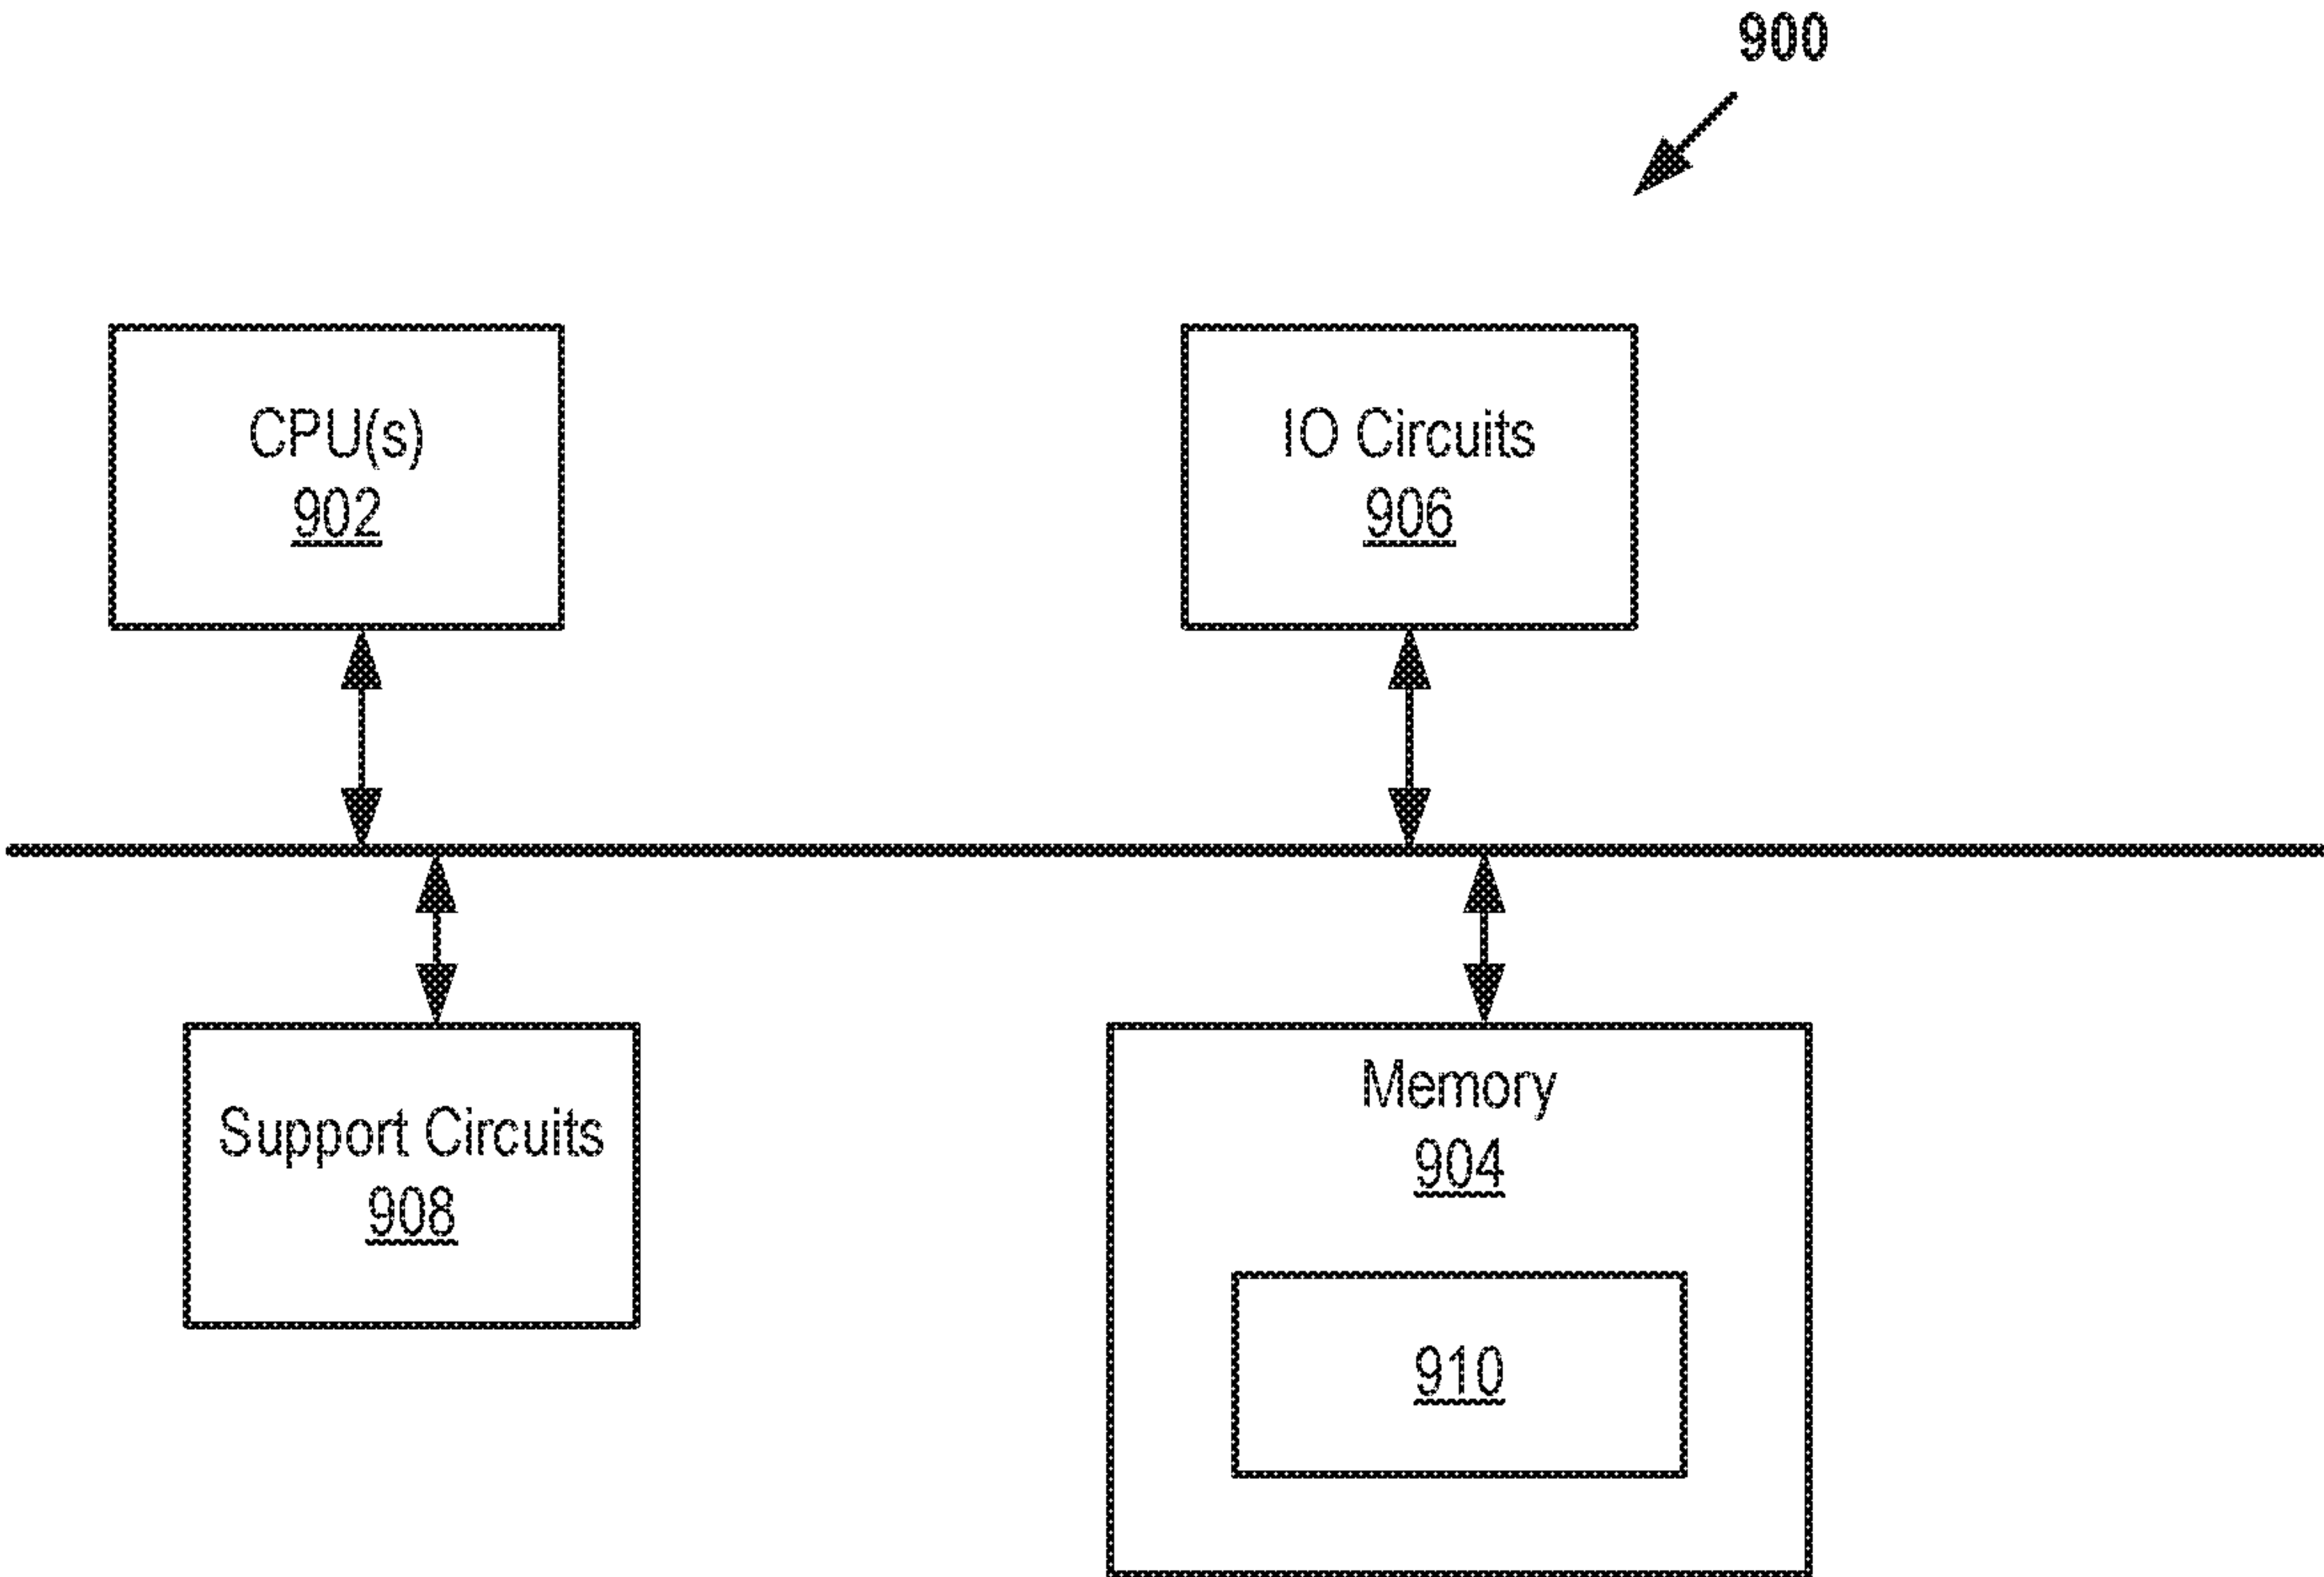 900
CPU(s)
902
IO Circuits
906
Support Circuits
908
Memory
904
910